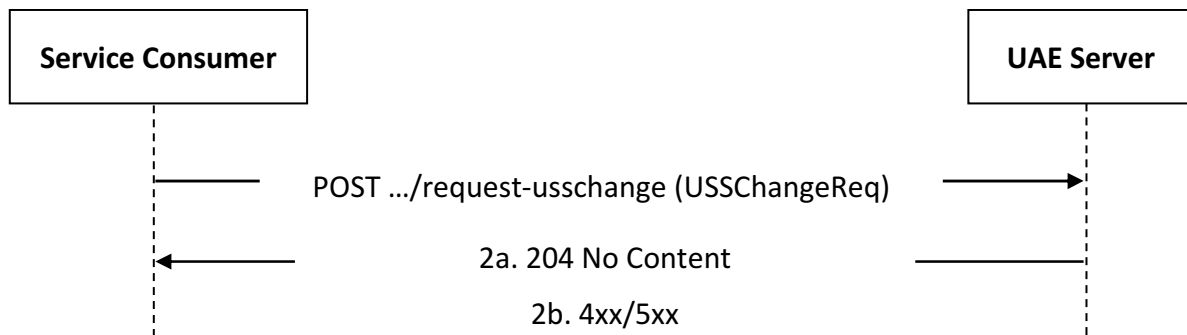 Service Consumer
UAE Server
POST …/request-usschange (USSChangeReq)
2a. 204 No Content
2b. 4xx/5xx